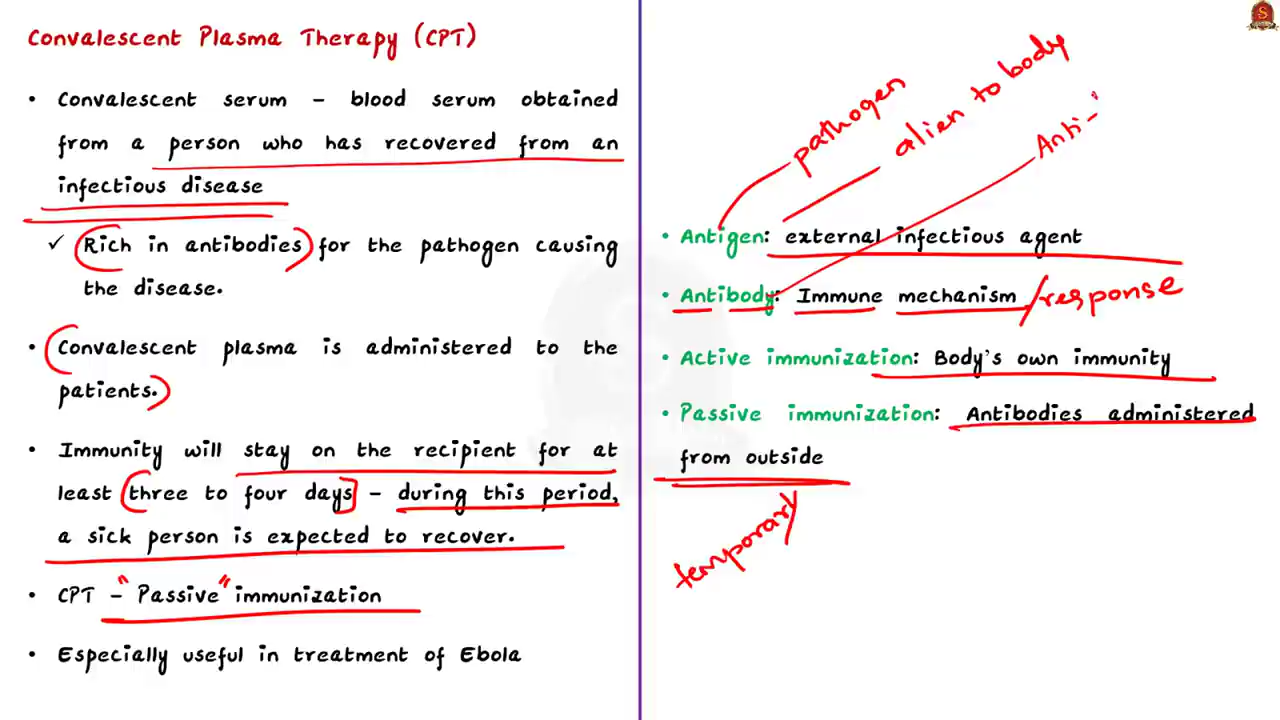 Convalescent Plasma Therapy (CPT)
• Convalescent serum – blood serum obtained
from a person who has recovered from an
infectious disease
✓ Rich in antibodies for the pathogen causing
the disease.
• Convalescent plasma is administered to the
patients.
• Immunity will stay on the recipient for at
least three to four days – during this period,
a sick person is expected to recover.
• CPT – "Passive" immunization
• Especially useful in treatment of Ebola
pathogen
alien to body
Anti-
• Antigen: external infectious agent
• Antibody: Immune mechanism /response
• Active immunization: Body's own immunity
• Passive immunization: Antibodies administered
from outside
temporary
S